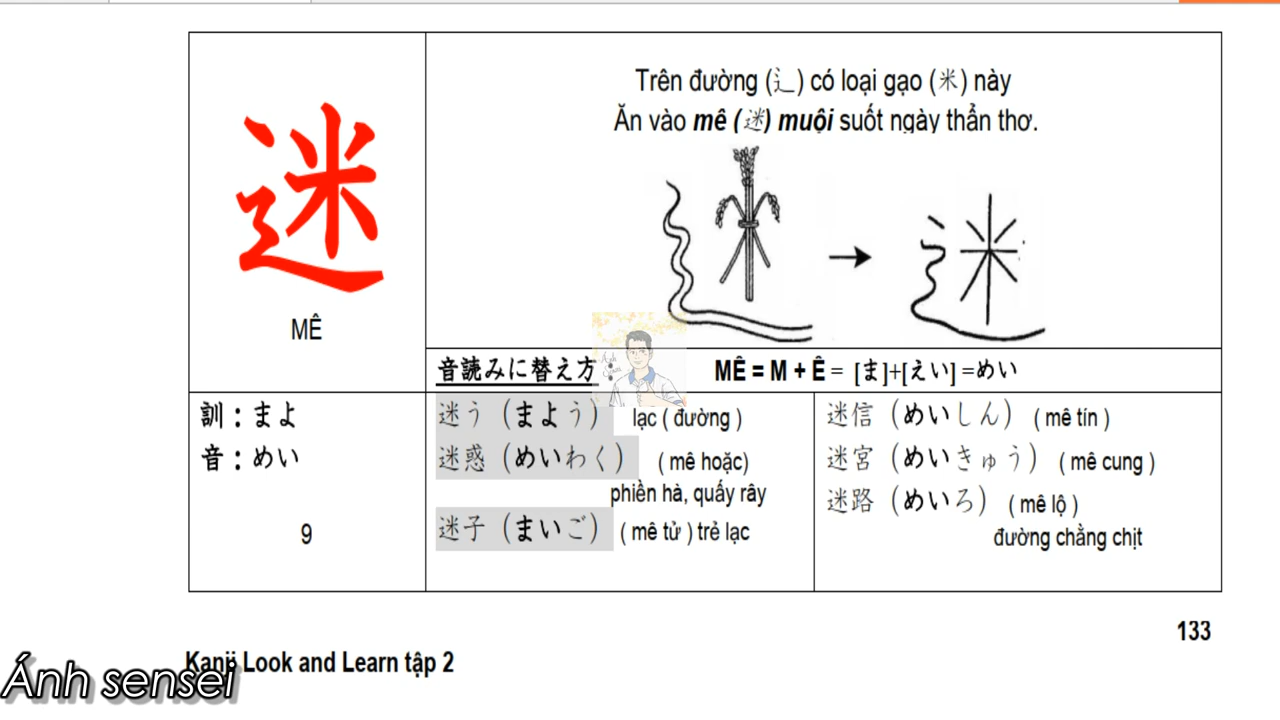 迷
MÊ
Trên đường (⻌) có loại gạo (米) này
Ăn vào mê (迷) muội suốt ngày thẩn thơ.
音読みに替え方
MÊ = M + Ê = [ま]+[えい] =めい
訓：まよ
音：めい
9
迷う（まよう） lạc ( đường )
迷惑（めいわく） ( mê hoặc)
phiền hà, quấy rây
迷子（まいご） ( mê tử ) trẻ lạc
迷信（めいしん） ( mê tín )
迷宮（めいきゅう） ( mê cung )
迷路（めいろ） ( mê lộ )
đường chằng chịt
133
Kanji Look and Learn tập 2
Ánh sensei